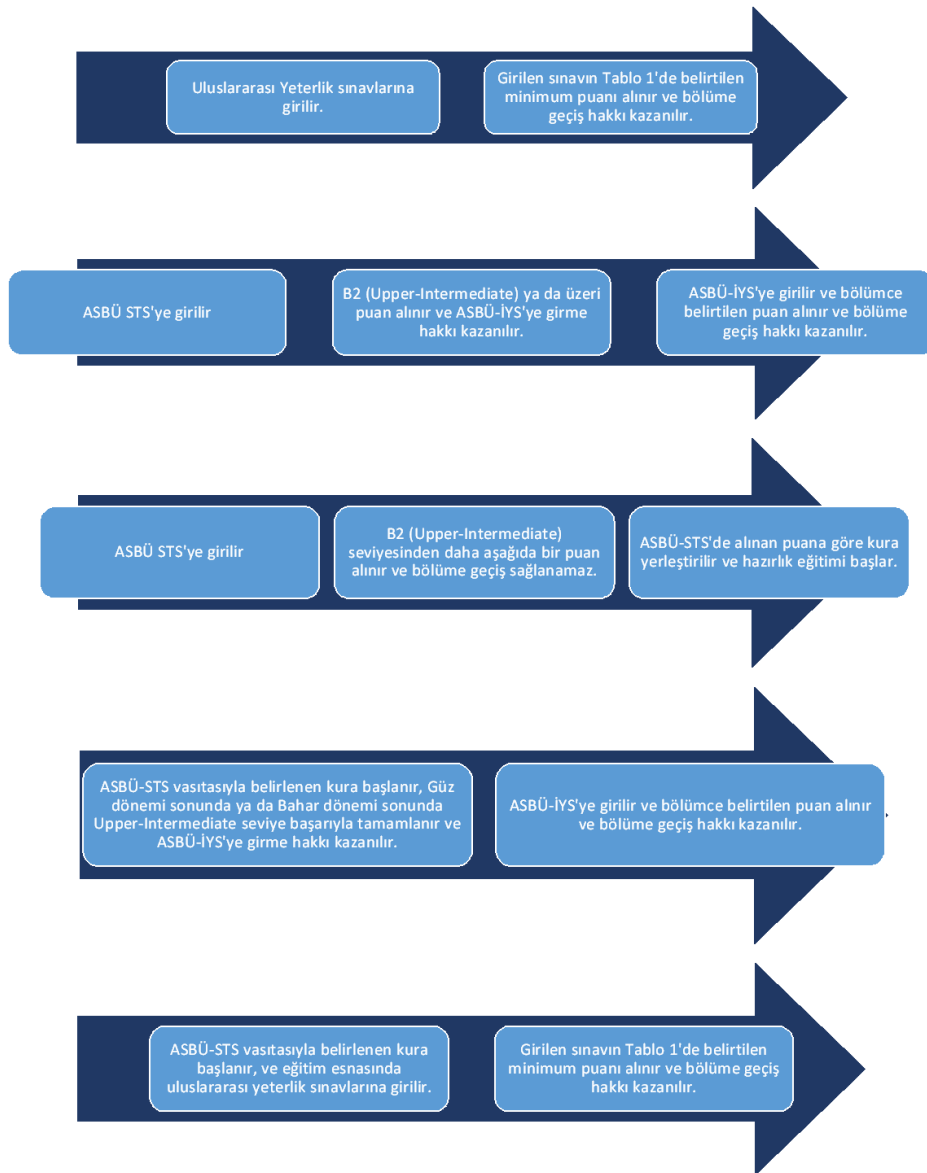 Uluslararası Yeterlik sınavlarına
girilir.
Girilen sınavın Tablo 1'de belirtilen
minimum puanı alınır ve bölüme
geçiş hakkı kazanılır.
ASBÜ STS'ye girilir
B2 (Upper-Intermediate) ya da üzeri
puan alınır ve ASBÜ-İYS'ye girme
hakkı kazanılır.
ASBÜ-İYS'ye girilir ve bölümce
belirtilen puan alınır ve bölüme
geçiş hakkı kazanılır.
ASBÜ STS'ye girilir
B2 (Upper-Intermediate)
seviyesinden daha aşağıda bir puan
alınır ve bölüme geçiş sağlanamaz.
ASBÜ-STS'de alınan puana göre kura
yerleştirilir ve hazırlık eğitimi başlar.
ASBÜ-STS vasıtasıyla belirlenen kura başlanır, Güz
dönemi sonunda ya da Bahar dönemi sonunda
Upper-Intermediate seviye başarıyla tamamlanır ve
ASBÜ-İYS'ye girme hakkı kazanılır.
ASBÜ-İYS'ye girilir ve bölümce belirtilen puan alınır
ve bölüme geçiş hakkı kazanılır.
ASBÜ-STS vasıtasıyla belirlenen kura
başlanır, ve eğitim esnasında
uluslararası yeterlik sınavlarına girilir.
Girilen sınavın Tablo 1'de belirtilen
minimum puanı alınır ve bölüme geçiş
hakkı kazanılır.